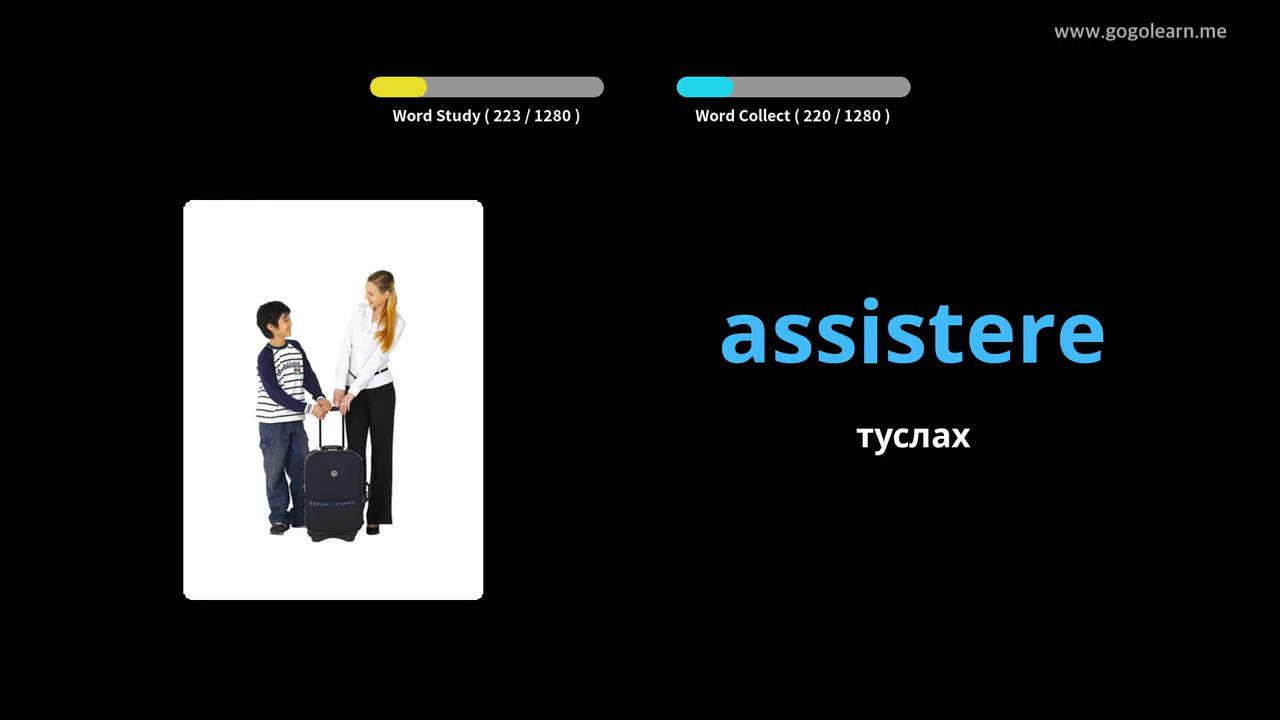 www.gogolearn.me
Word Study ( 223 / 1280 )
Word Collect ( 220 / 1280 )
assistere
туслах